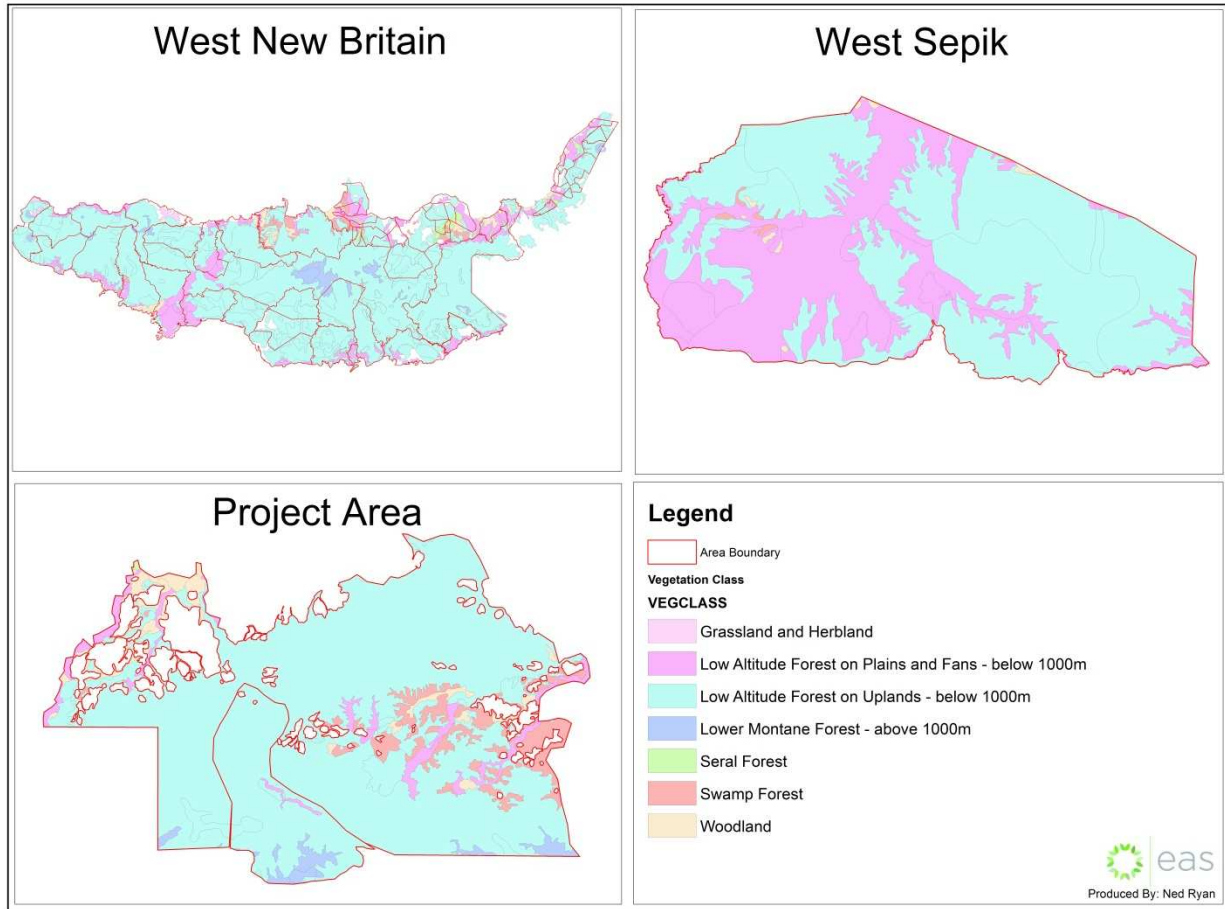 West New Britain
West Sepik
Project Area
Legend
Area Boundary
Vegetation Class
VEGCLASS
Grassland and Herbland
Low Altitude Forest on Plains and Fans - below 1000m
Low Altitude Forest on Uplands - below 1000m
Lower Montane Forest - above 1000m
Seral Forest
Swamp Forest
Woodland
eas
Produced By: Ned Ryan